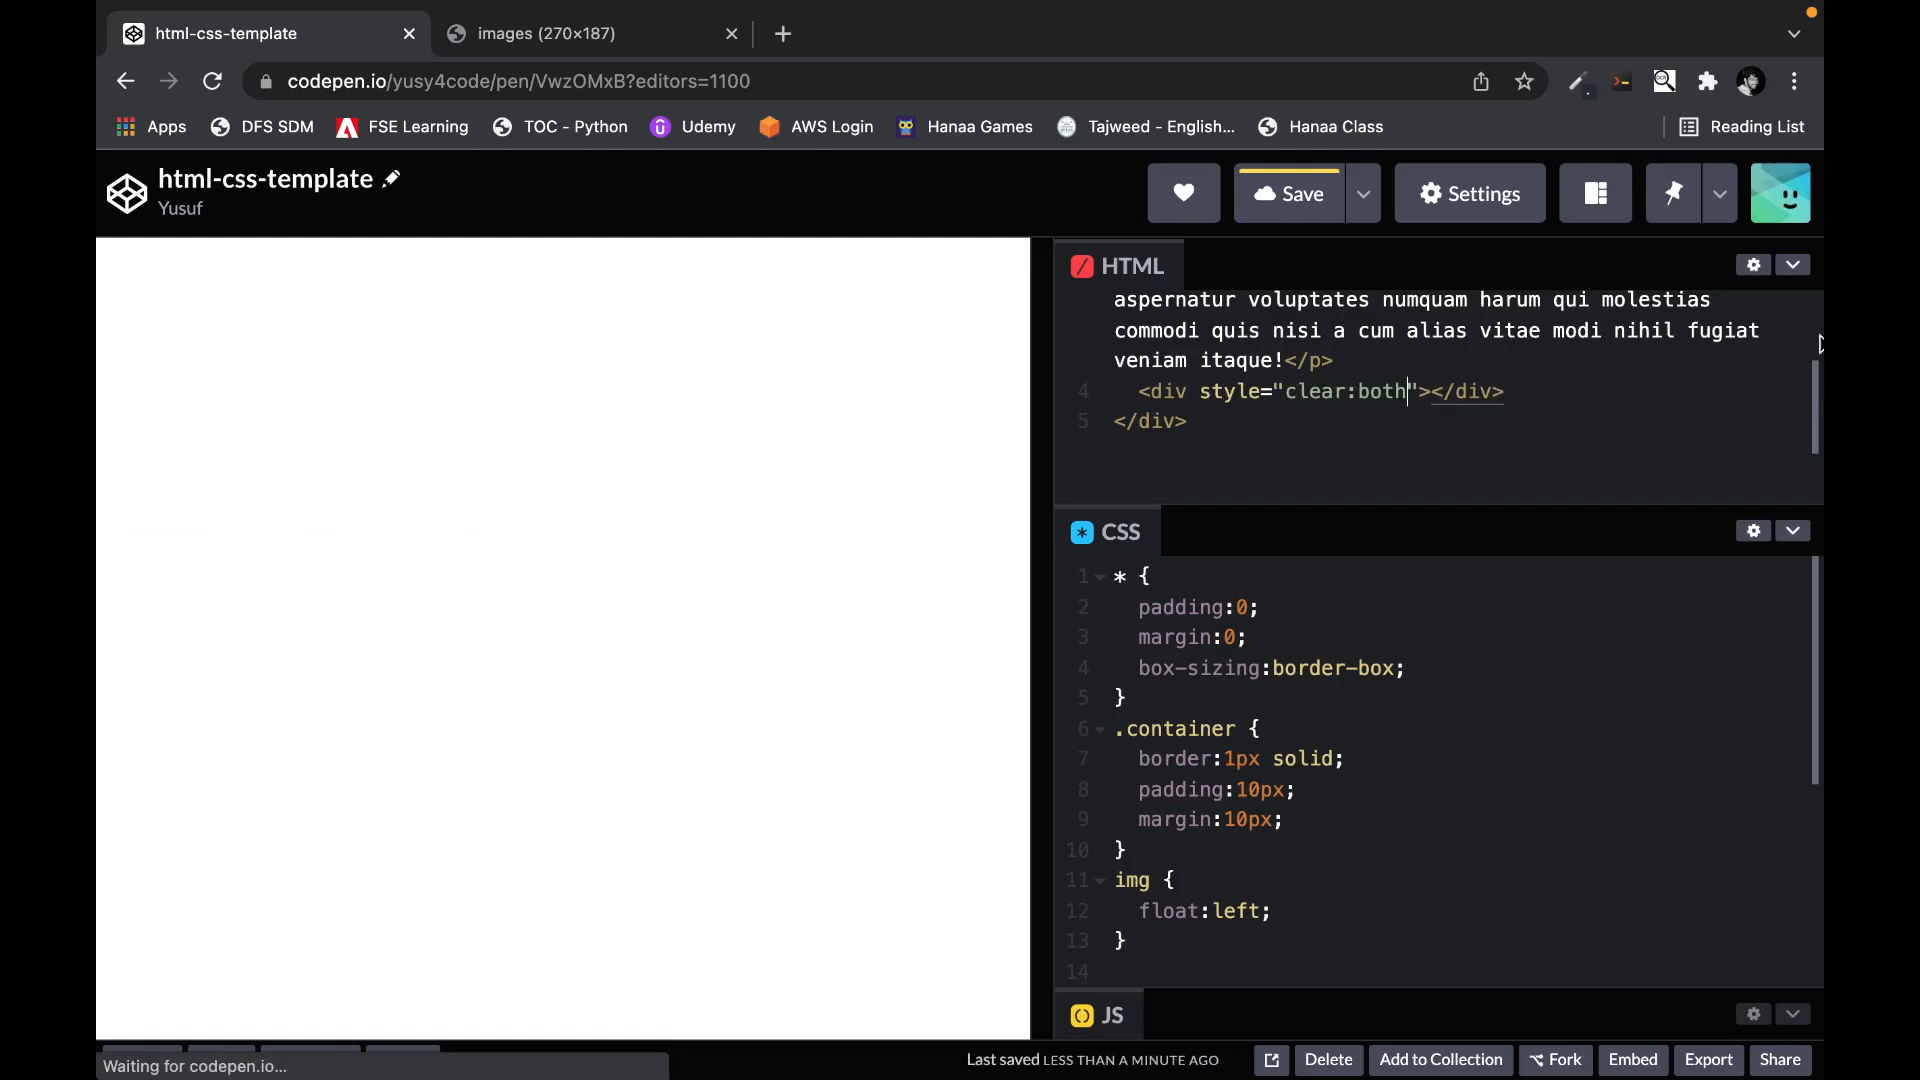 html-css-template
images (270×187)
codepen.io/yusy4code/pen/VwzOMxB?editors=1100
Apps
DFS SDM
FSE Learning
TOC - Python
Udemy
AWS Login
Hanaa Games
Tajweed - English...
Hanaa Class
Reading List
html-css-template
Yusuf
Save
Settings
HTML
aspernatur voluptates numquam harum qui molestias
commodi quis nisi a cum alias vitae modi nihil fugiat
veniam itaque!</p>
4 <div style="clear:both"></div>
5 </div>
CSS
1 * {
2 padding:0;
3 margin:0;
4 box-sizing:border-box;
5 }
6 .container {
7 border:1px solid;
8 padding:10px;
9 margin:10px;
10 }
11 img {
12 float:left;
13 }
14
JS
Waiting for codepen.io...
Last saved LESS THAN A MINUTE AGO
Delete
Add to Collection
Fork
Embed
Export
Share